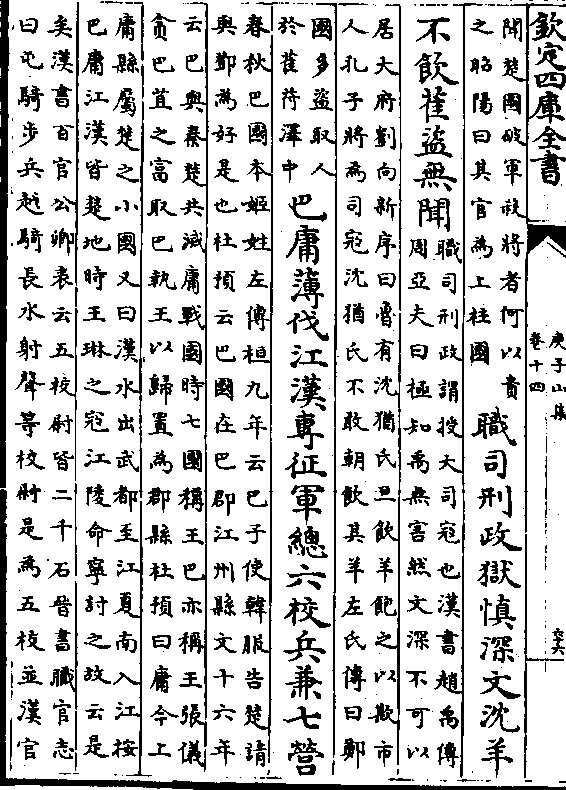 欽定四庫全書
庾子山集
卷十四
六十六
聞楚國破軍殺將者何以貴
之昭陽曰其官為上柱國
職司刑政獄慎深文沈羊
不飲萑盜無聞
職司刑政謂授大司寇也漢書趙禹傳
周亞夫曰極知禹無害然文深不可以
居大府劉向新序曰魯有沈猶氏旦飲羊飽之以欺市
人孔子將為司寇沈猶氏不敢朝飲其羊左氏傳曰鄭
國多盜取人
於萑苻澤中
巴庸薄伐江漢專征軍總六校兵兼七營
春秋巴國本姬姓左傳桓九年云巴子使韓服告楚請
與鄧為好是也杜預云巴國在巴郡江州縣文十六年
云巴與秦楚共滅庸戰國時七國稱王巴亦稱王張儀
貪巴苴之富取巴執王以歸置為郡縣杜預曰庸今上
庸縣屬楚之小國又曰漢水出武都至江夏南入江按
巴庸江漢皆楚地時王琳之寇江陵命寧討之故云是
矣漢書百官公卿表云五校尉皆二千石晉書職官志
曰屯騎步兵越騎長水射聲等校尉是為五校並漢官